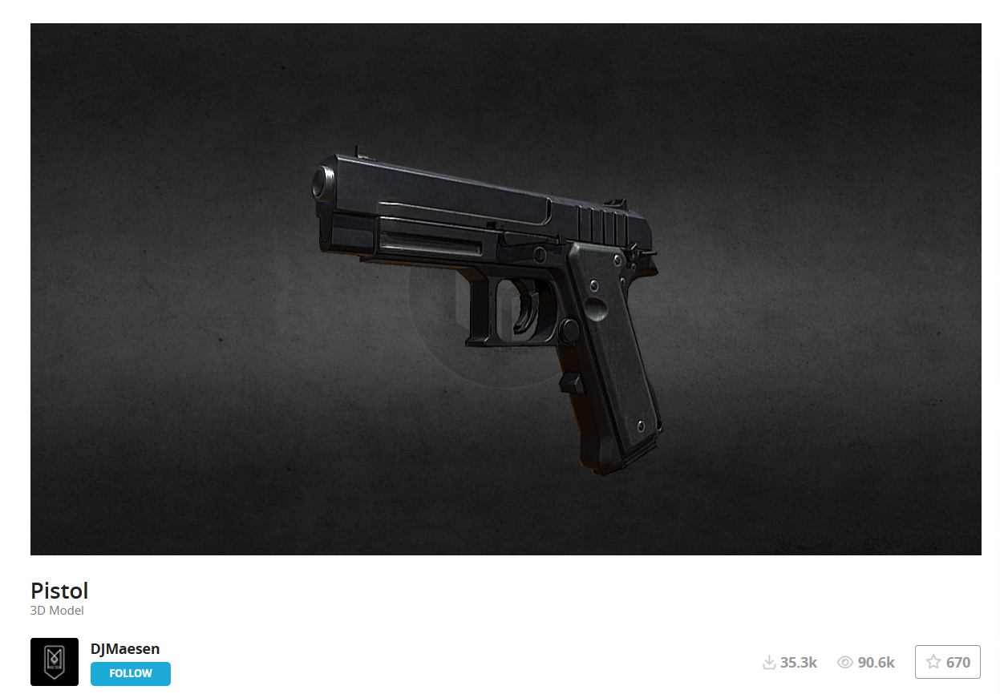 Pistol
3D Model
DJMaesen
FOLLOW
35.3k
90.6k
670